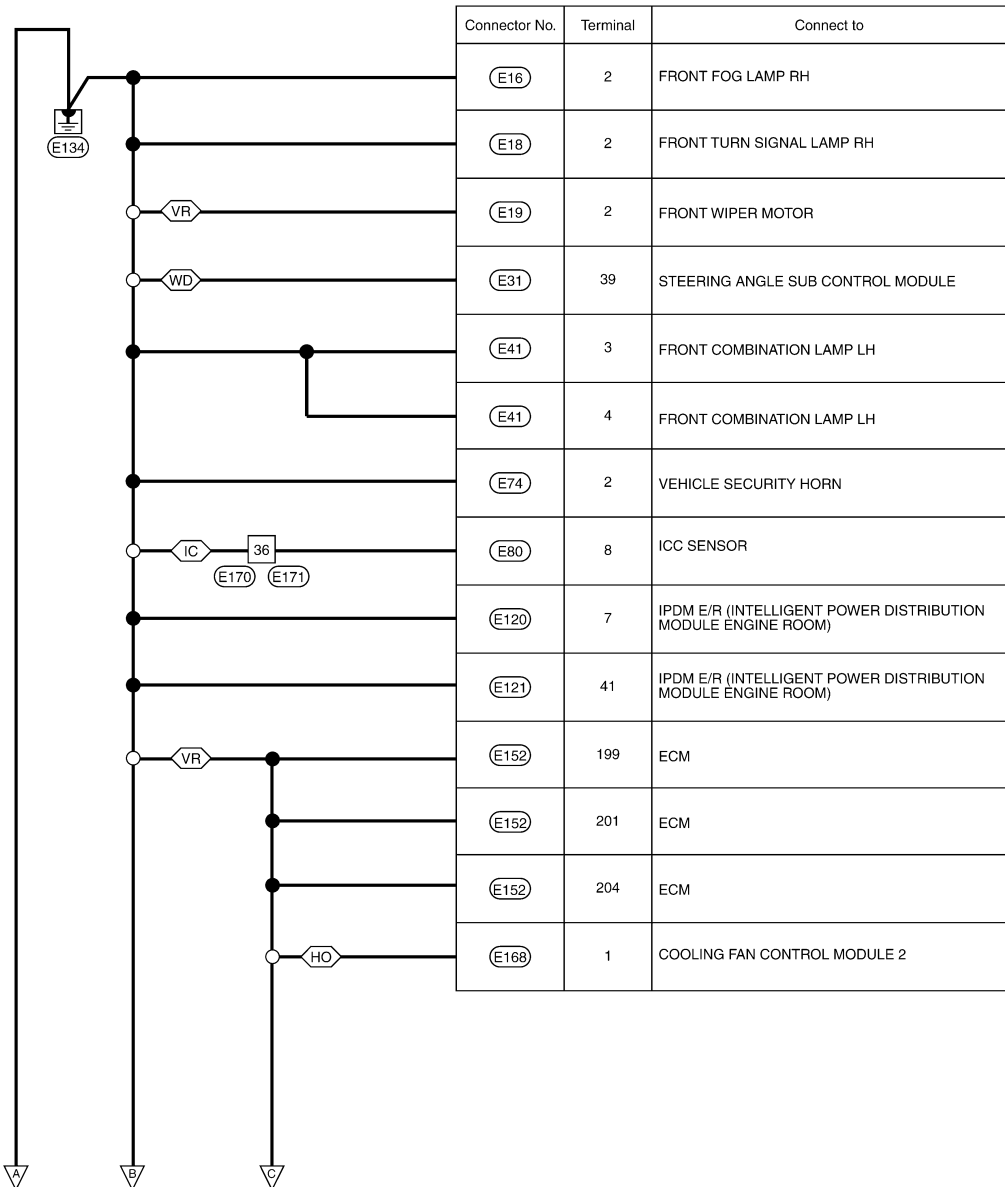 Connector No. Terminal Connect to
E16 2 FRONT FOG LAMP RH
E134
E18 2 FRONT TURN SIGNAL LAMP RH
VR E19 2 FRONT WIPER MOTOR
WD E31 39 STEERING ANGLE SUB CONTROL MODULE
E41 3 FRONT COMBINATION LAMP LH
E41 4 FRONT COMBINATION LAMP LH
E74 2 VEHICLE SECURITY HORN
IC 36 E80 8 ICC SENSOR
E170 E171
E120 7 IPDM E/R (INTELLIGENT POWER DISTRIBUTION
MODULE ENGINE ROOM)
E121 41 IPDM E/R (INTELLIGENT POWER DISTRIBUTION
MODULE ENGINE ROOM)
VR E152 199 ECM
E152 201 ECM
E152 204 ECM
HO E168 1 COOLING FAN CONTROL MODULE 2
A B C